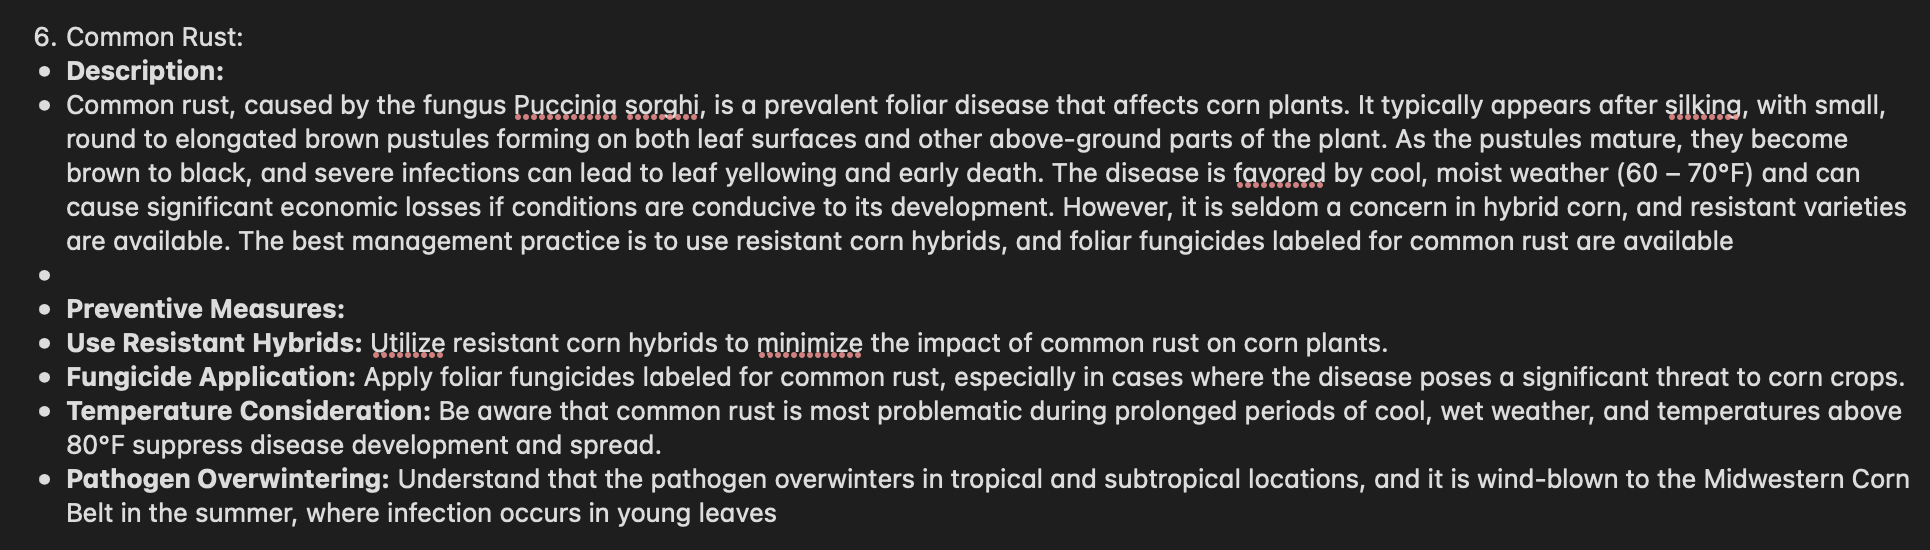 6. Common Rust:
• Description:
• Common rust, caused by the fungus Puccinia sorghi, is a prevalent foliar disease that affects corn plants. It typically appears after silking, with small,
round to elongated brown pustules forming on both leaf surfaces and other above-ground parts of the plant. As the pustules mature, they become
brown to black, and severe infections can lead to leaf yellowing and early death. The disease is favored by cool, moist weather (60 – 70°F) and can
cause significant economic losses if conditions are conducive to its development. However, it is seldom a concern in hybrid corn, and resistant varieties
are available. The best management practice is to use resistant corn hybrids, and foliar fungicides labeled for common rust are available
•
• Preventive Measures:
• Use Resistant Hybrids: Utilize resistant corn hybrids to minimize the impact of common rust on corn plants.
• Fungicide Application: Apply foliar fungicides labeled for common rust, especially in cases where the disease poses a significant threat to corn crops.
• Temperature Consideration: Be aware that common rust is most problematic during prolonged periods of cool, wet weather, and temperatures above
80°F suppress disease development and spread.
• Pathogen Overwintering: Understand that the pathogen overwinters in tropical and subtropical locations, and it is wind-blown to the Midwestern Corn
Belt in the summer, where infection occurs in young leaves